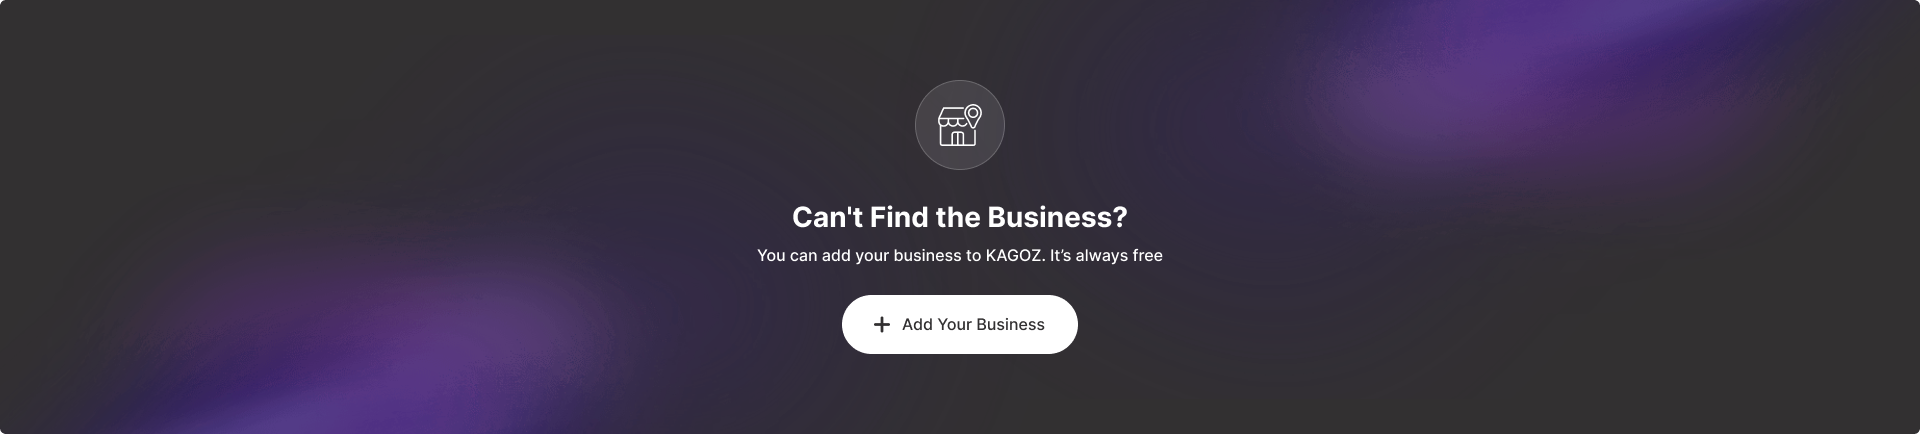 Can't Find the Business?
You can add your business to KAGOZ. It’s always free
Add Your Business